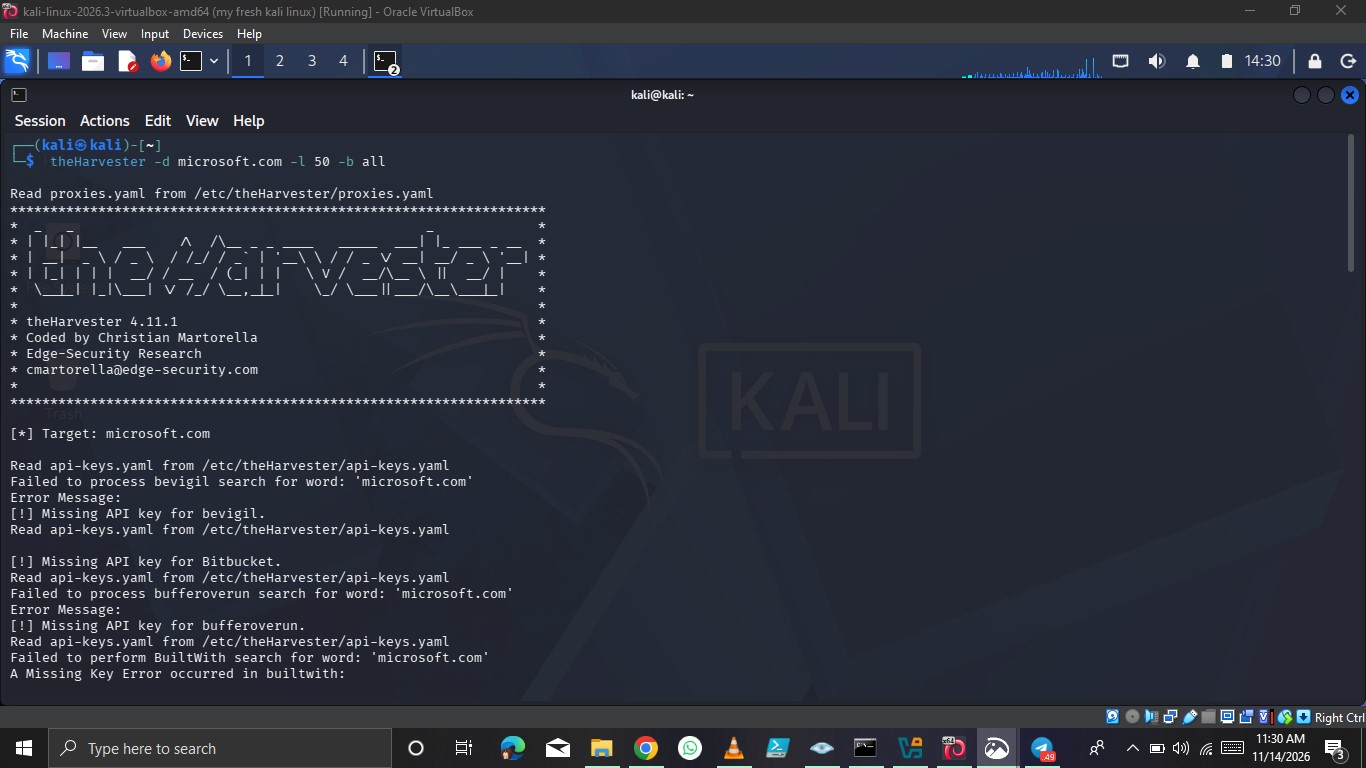 kali-linux-2026.3-virtualbox-amd64 (my fresh kali linux) [Running] - Oracle VirtualBox
File Machine View Input Devices Help
1 2 3 4 2 14:30
kali@kali: ~
Session Actions Edit View Help
┌──(kali㉿kali)-[~]
└─$ theHarvester -d microsoft.com -l 50 -b all
Read proxies.yaml from /etc/theHarvester/proxies.yaml
*******************************************************************
* theHarvester *
* theHarvester 4.11.1 *
* Coded by Christian Martorella *
* Edge-Security Research *
* cmartorella@edge-security.com *
* *
*******************************************************************
Trash
KALI
[*] Target: microsoft.com
Read api-keys.yaml from /etc/theHarvester/api-keys.yaml
Failed to process bevigil search for word: 'microsoft.com'
Error Message:
[!] Missing API key for bevigil.
Read api-keys.yaml from /etc/theHarvester/api-keys.yaml
[!] Missing API key for Bitbucket.
Read api-keys.yaml from /etc/theHarvester/api-keys.yaml
Failed to process bufferoverun search for word: 'microsoft.com'
Error Message:
[!] Missing API key for bufferoverun.
Read api-keys.yaml from /etc/theHarvester/api-keys.yaml
Failed to perform BuiltWith search for word: 'microsoft.com'
A Missing Key Error occurred in builtwith:
Right Ctrl
Type here to search
49
11:30 AM
11/14/2026
3